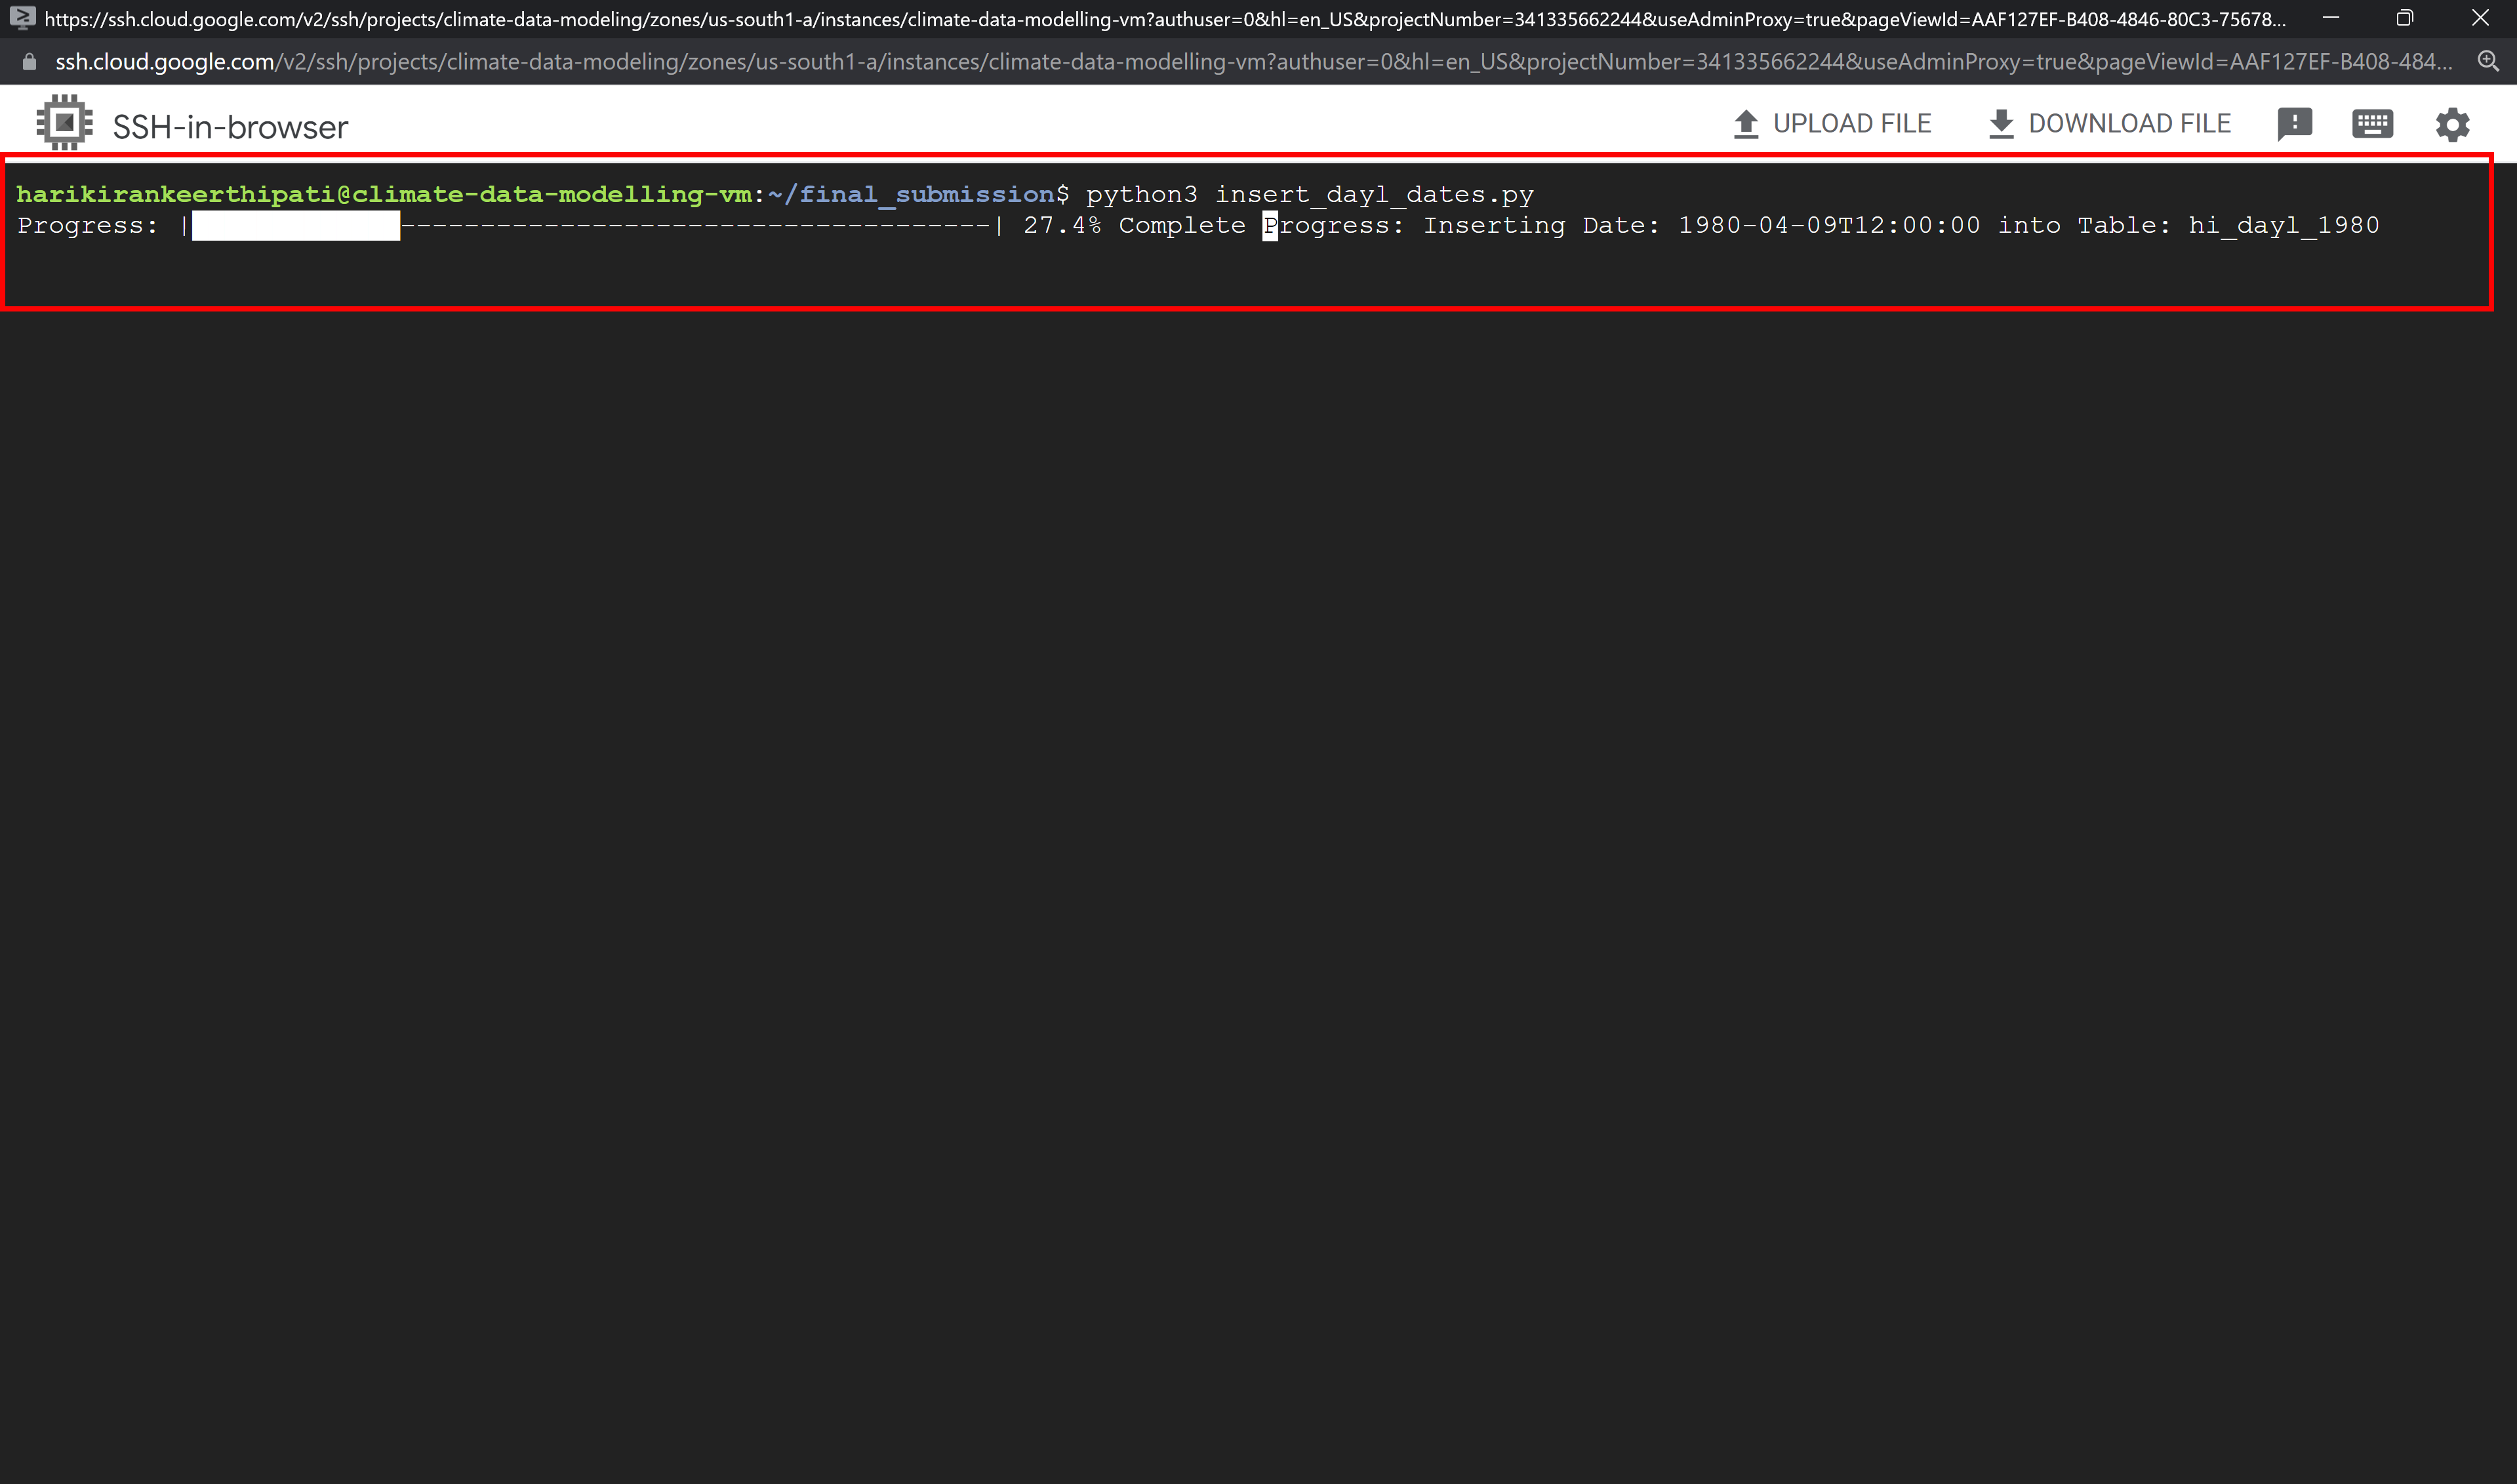 https://ssh.cloud.google.com/v2/ssh/projects/climate-data-modeling/zones/us-south1-a/instances/climate-data-modelling-vm?authuser=0&hl=en_US&projectNumber=341335662244&useAdminProxy=true&pageViewId=AAF127EF-B408-4846-80C3-75678...
ssh.cloud.google.com/v2/ssh/projects/climate-data-modeling/zones/us-south1-a/instances/climate-data-modelling-vm?authuser=0&hl=en_US&projectNumber=341335662244&useAdminProxy=true&pageViewId=AAF127EF-B408-484...
SSH-in-browser UPLOAD FILE DOWNLOAD FILE
harikirankeerthipati@climate-data-modelling-vm:~/final_submission$ python3 insert_dayl_dates.py
Progress: |█████████████-------------------------------------| 27.4% Complete Progress: Inserting Date: 1980-04-09T12:00:00 into Table: hi_dayl_1980